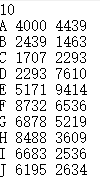 10
A 4000 4439
B 2439 1463
C 1707 2293
D 2293 7610
E 5171 9414
F 8732 6536
G 6878 5219
H 8488 3609
I 6683 2536
J 6195 2634